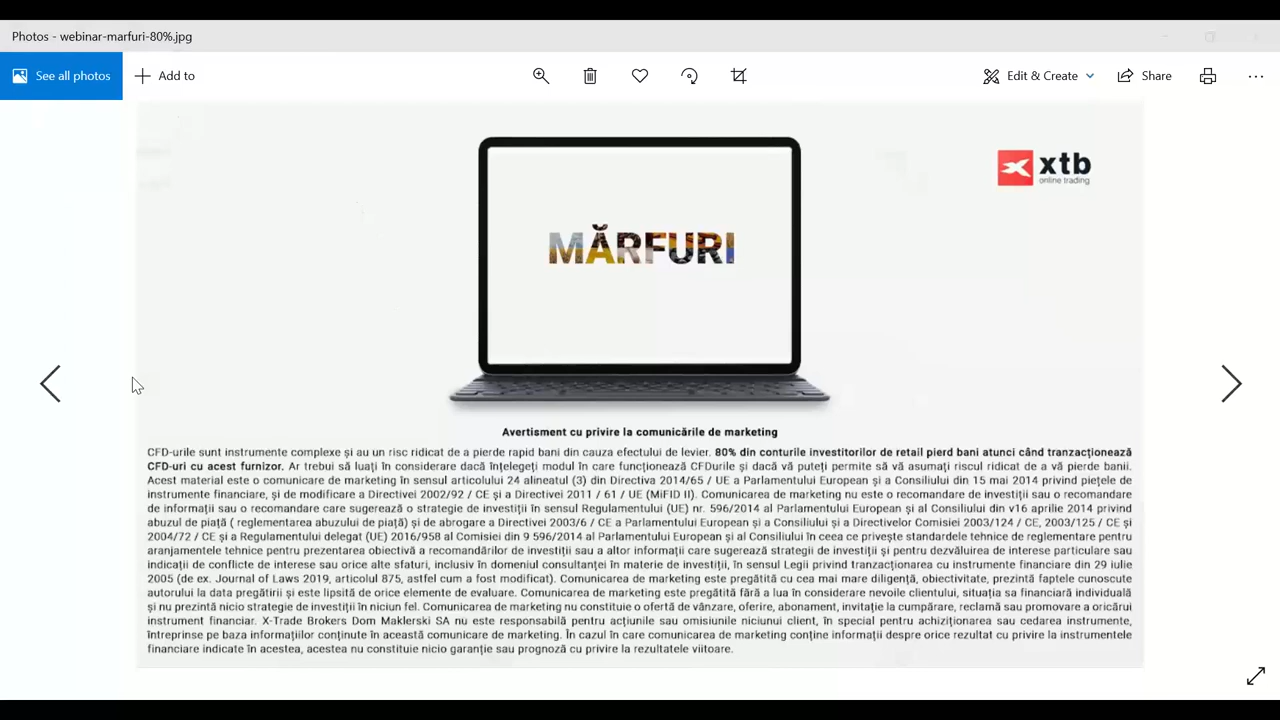 Photos - webinar-marfuri-80%.jpg
See all photos
Add to
Edit & Create
Share
xtb
online trading
MĂRFURI
Avertisment cu privire la comunicările de marketing
CFD-urile sunt instrumente complexe și au un risc ridicat de a pierde rapid bani din cauza efectului de levier. 80% din conturile investitorilor de retail pierd bani atunci când tranzacționează
CFD-uri cu acest furnizor. Ar trebui să luați în considerare dacă înțelegeți modul în care funcționează CFDurile și dacă vă puteți permite să vă asumați riscul ridicat de a vă pierde banii.
Acest material este o comunicare de marketing în sensul articolului 24 alineatul (3) din Directiva 2014/65 / UE a Parlamentului European și a Consiliului din 15 mai 2014 privind piețele de
instrumente financiare, și de modificare a Directivei 2002/92 / CE și a Directivei 2011 / 61 / UE (MiFID II). Comunicarea de marketing nu este o recomandare de investiții sau o recomandare
de informații sau o recomandare care sugerează o strategie de investiții în sensul Regulamentului (UE) nr. 596/2014 al Parlamentului European și al Consiliului din v16 aprilie 2014 privind
abuzul de piață ( reglementarea abuzului de piață) și de abrogare a Directivei 2003/6 / CE a Parlamentului European și a Consiliului și a Directivelor Comisiei 2003/124 / CE, 2003/125 / CE și
2004/72 / CE și a Regulamentului delegat (UE) 2016/958 al Comisiei din 9 596/2014 al Parlamentului European și al Consiliului în ceea ce privește standardele tehnice de reglementare pentru
aranjamentele tehnice pentru prezentarea obiectivă a recomandărilor de investiții sau a altor informații care sugerează strategii de investiții și pentru dezvăluirea de interese particulare sau
indicații de conflicte de interese sau orice alte sfaturi, inclusiv în domeniul consultanței în materie de investiții, în sensul Legii privind tranzacționarea cu instrumente financiare din 29 iulie
2005 (de ex. Journal of Laws 2019, articolul 875, astfel cum a fost modificat). Comunicarea de marketing este pregătită cu cea mai mare diligență, obiectivitate, prezintă faptele cunoscute
autorului la data pregătirii și este lipsită de orice elemente de evaluare. Comunicarea de marketing este pregătită fără a lua în considerare nevoile clientului, situația sa financiară individuală
și nu prezintă nicio strategie de investiții în niciun fel. Comunicarea de marketing nu constituie o ofertă de vânzare, oferire, abonament, invitație la cumpărare, reclamă sau promovare a oricărui
instrument financiar. X-Trade Brokers Dom Maklerski SA nu este responsabilă pentru acțiunile sau omisiunile niciunui client, în special pentru achiziționarea sau cedarea instrumente,
întreprinse pe baza informațiilor conținute în această comunicare de marketing. În cazul în care comunicarea de marketing conține informații despre orice rezultat cu privire la instrumentele
financiare indicate în acestea, acestea nu constituie nicio garanție sau prognoză cu privire la rezultatele viitoare.